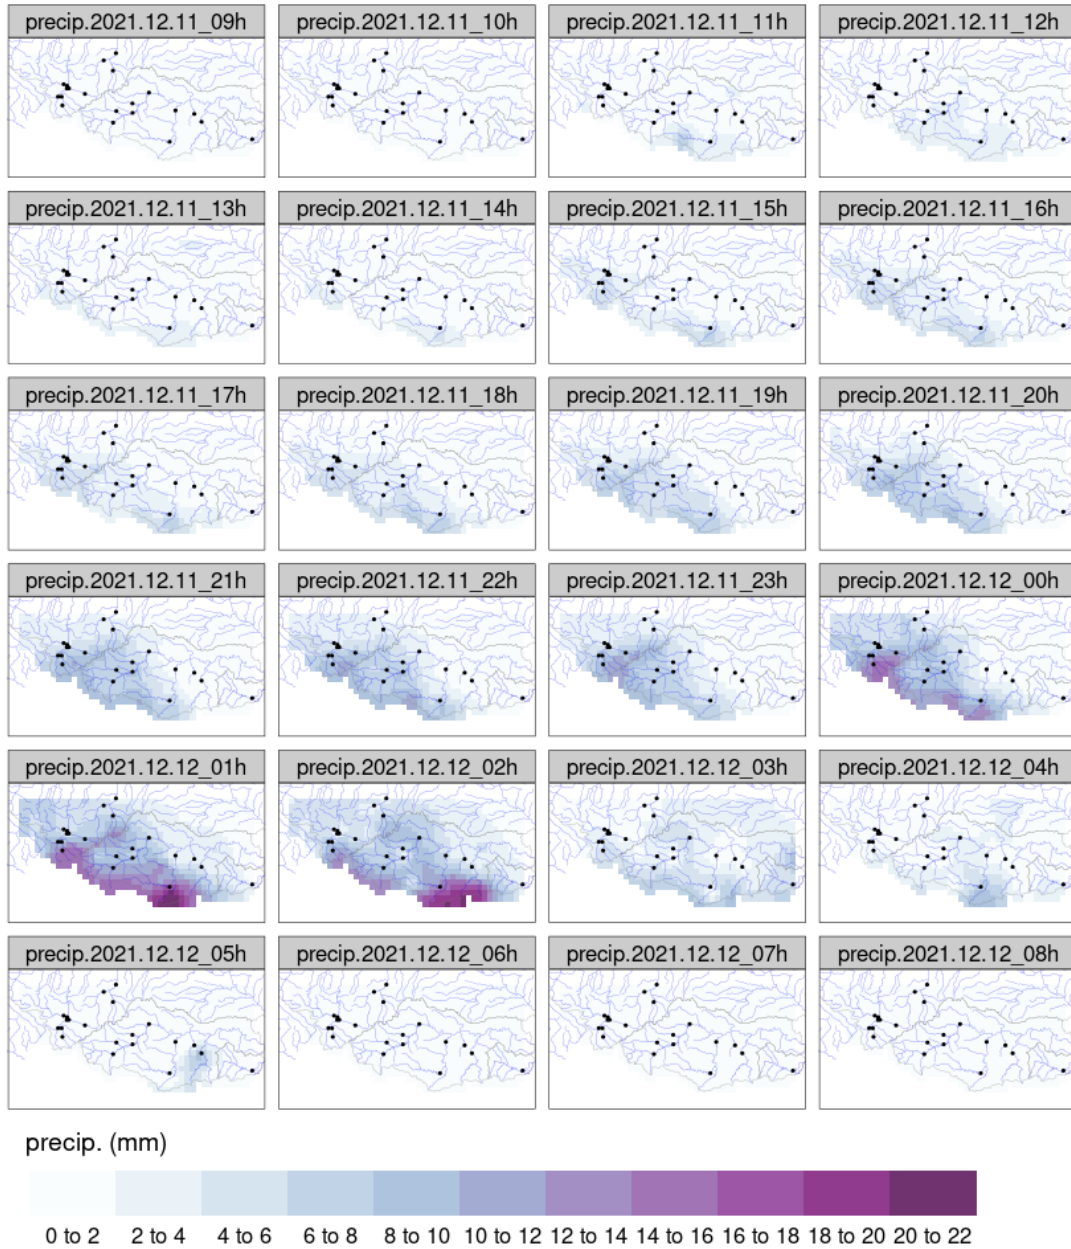 precip.2021.12.11_09h precip.2021.12.11_10h precip.2021.12.11_11h precip.2021.12.11_12h
precip.2021.12.11_13h precip.2021.12.11_14h precip.2021.12.11_15h precip.2021.12.11_16h
precip.2021.12.11_17h precip.2021.12.11_18h precip.2021.12.11_19h precip.2021.12.11_20h
precip.2021.12.11_21h precip.2021.12.11_22h precip.2021.12.11_23h precip.2021.12.12_00h
precip.2021.12.12_01h precip.2021.12.12_02h precip.2021.12.12_03h precip.2021.12.12_04h
precip.2021.12.12_05h precip.2021.12.12_06h precip.2021.12.12_07h precip.2021.12.12_08h
precip. (mm)
0 to 2 2 to 4 4 to 6 6 to 8 8 to 10 10 to 12 12 to 14 14 to 16 16 to 18 18 to 20 20 to 22